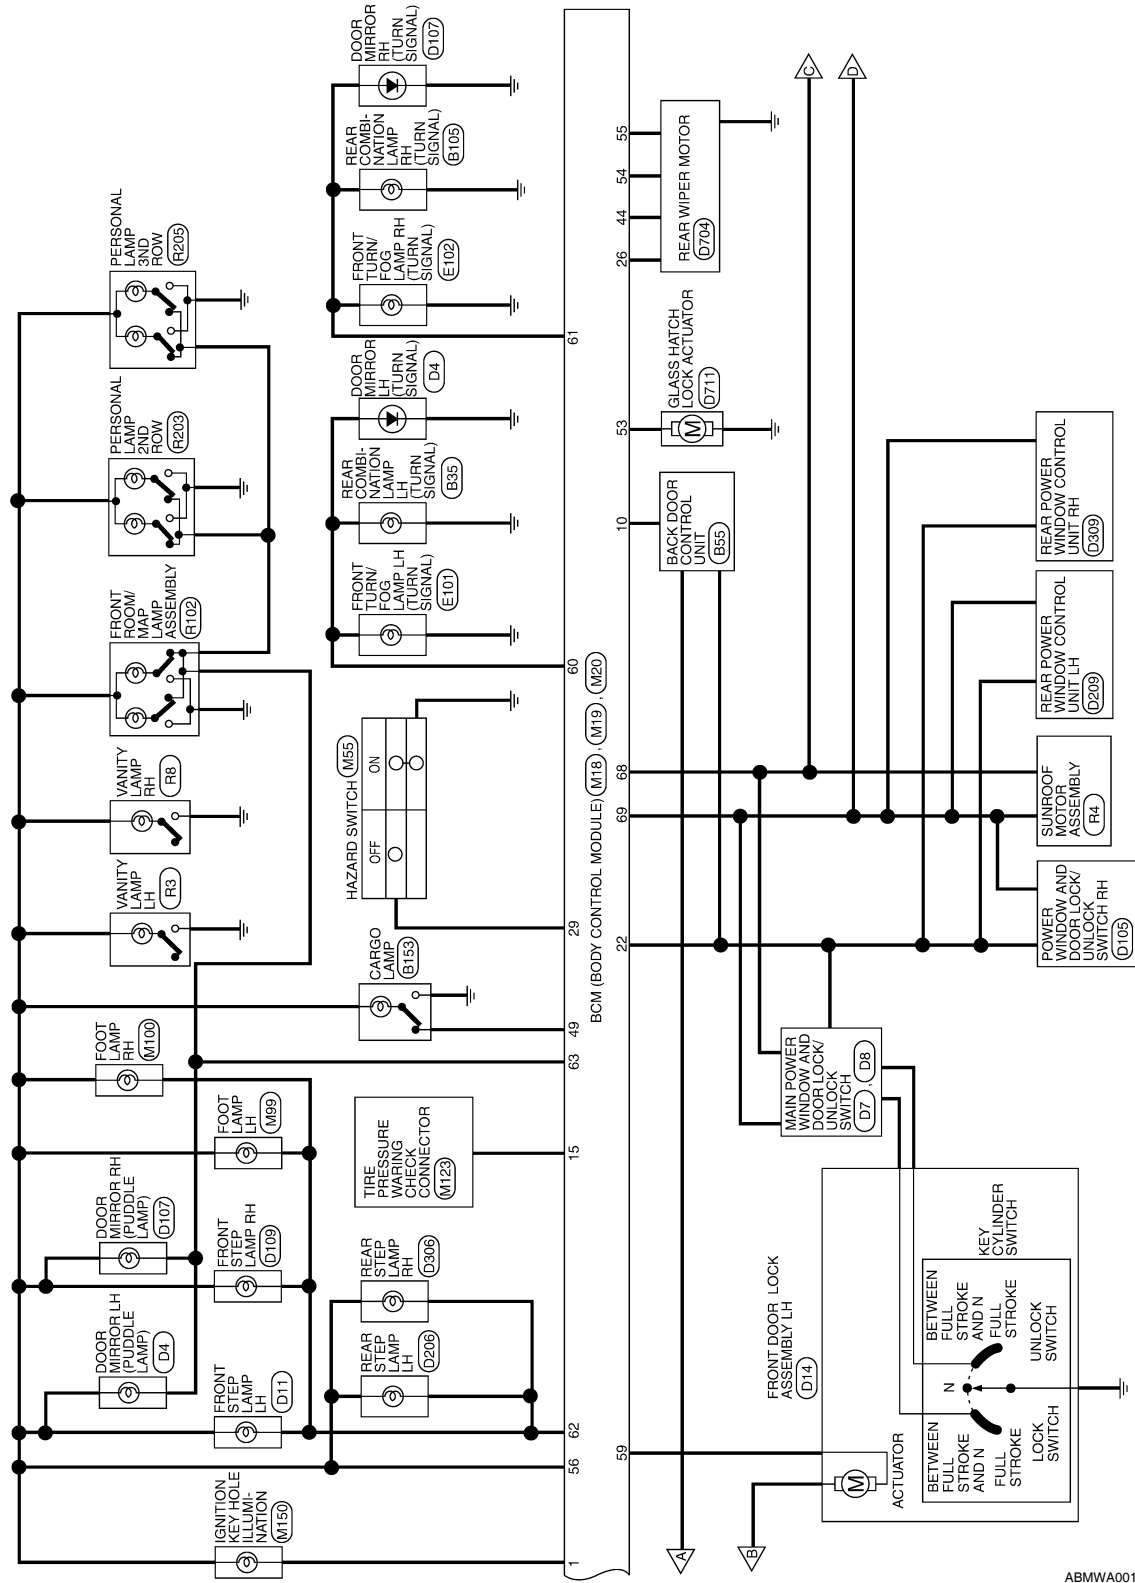 IGNITION
KEY HOLE
ILLUMI-
NATION
M150
FRONT
STEP
LAMP
LH
D11
DOOR
MIRROR LH
(PUDDLE
LAMP)
D4
FRONT
STEP
LAMP RH
D109
DOOR
MIRROR RH
(PUDDLE
LAMP)
D107
FOOT
LAMP
LH
M99
FOOT
LAMP
RH
M100
VANITY
LAMP
LH
R3
VANITY
LAMP
RH
R8
FRONT
ROOM/
MAP
LAMP
ASSEMBLY
R102
PERSONAL
LAMP
2ND
ROW
R203
PERSONAL
LAMP
3ND
ROW
R205
REAR
STEP
LAMP
LH
D206
REAR
STEP
LAMP
RH
D306
TIRE
PRESSURE
WARING
CHECK
CONNECTOR
M123
CARGO
LAMP
B153
HAZARD SWITCH M55
OFF ON
FRONT
TURN/
FOG
LAMP LH
(TURN
SIGNAL)
E101
REAR
COMBI-
NATION
LAMP
LH
(TURN
SIGNAL)
B35
DOOR
MIRROR
LH
(TURN
SIGNAL)
D4
FRONT
TURN/
FOG
LAMP RH
(TURN
SIGNAL)
E102
REAR
COMBI-
NATION
LAMP
RH
(TURN
SIGNAL)
B105
DOOR
MIRROR
RH
(TURN
SIGNAL)
D107
1 56 62 15 63 49 29 60 61
BCM (BODY CONTROL MODULE) M18 , M19 , M20
59 22 69 68 10 53 26 44 54 55
A
B
BACK DOOR
CONTROL
UNIT
B55
GLASS HATCH
LOCK ACTUATOR
D711
M
REAR WIPER MOTOR
D704
C
D
FRONT DOOR LOCK
ASSEMBLY LH
D14
M
ACTUATOR
BETWEEN
FULL
STROKE
AND N
FULL
STROKE
LOCK
SWITCH
N
BETWEEN
FULL
STROKE
AND N
FULL
STROKE
UNLOCK
SWITCH
KEY
CYLINDER
SWITCH
MAIN POWER
WINDOW AND
DOOR LOCK/
UNLOCK
SWITCH
D7 , D8
POWER
WINDOW AND
DOOR LOCK/
UNLOCK
SWITCH RH
D105
SUNROOF
MOTOR
ASSEMBLY
R4
REAR POWER
WINDOW CONTROL
UNIT LH
D209
REAR POWER
WINDOW CONTROL
UNIT RH
D309
ABMWA001